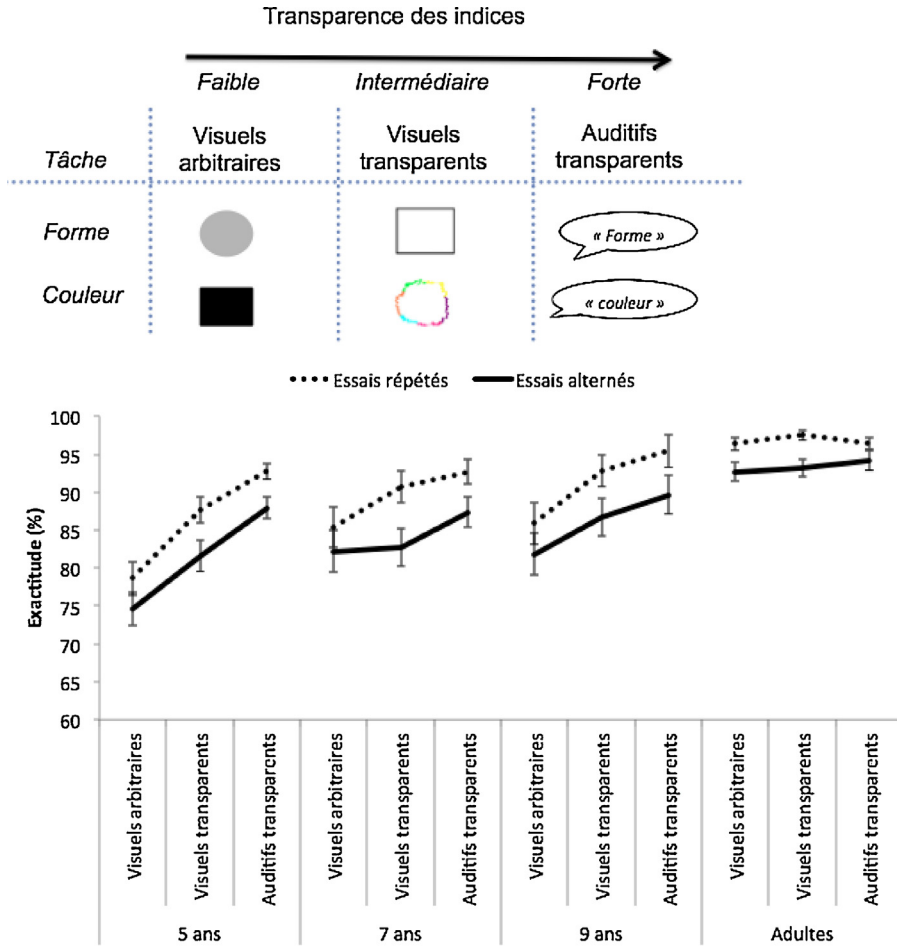 Transparence des indices
Faible Intermédiaire Forte
Tâche Visuels arbitraires Visuels transparents Auditifs transparents
Forme « Forme »
Couleur « couleur »
Essais répétés Essais alternés
Exactitude (%)
100
95
90
85
80
75
70
65
60
Visuels arbitraires
Visuels transparents
Auditifs transparents
Visuels arbitraires
Visuels transparents
Auditifs transparents
Visuels arbitraires
Visuels transparents
Auditifs transparents
Visuels arbitraires
Visuels transparents
Auditifs transparents
5 ans 7 ans 9 ans Adultes